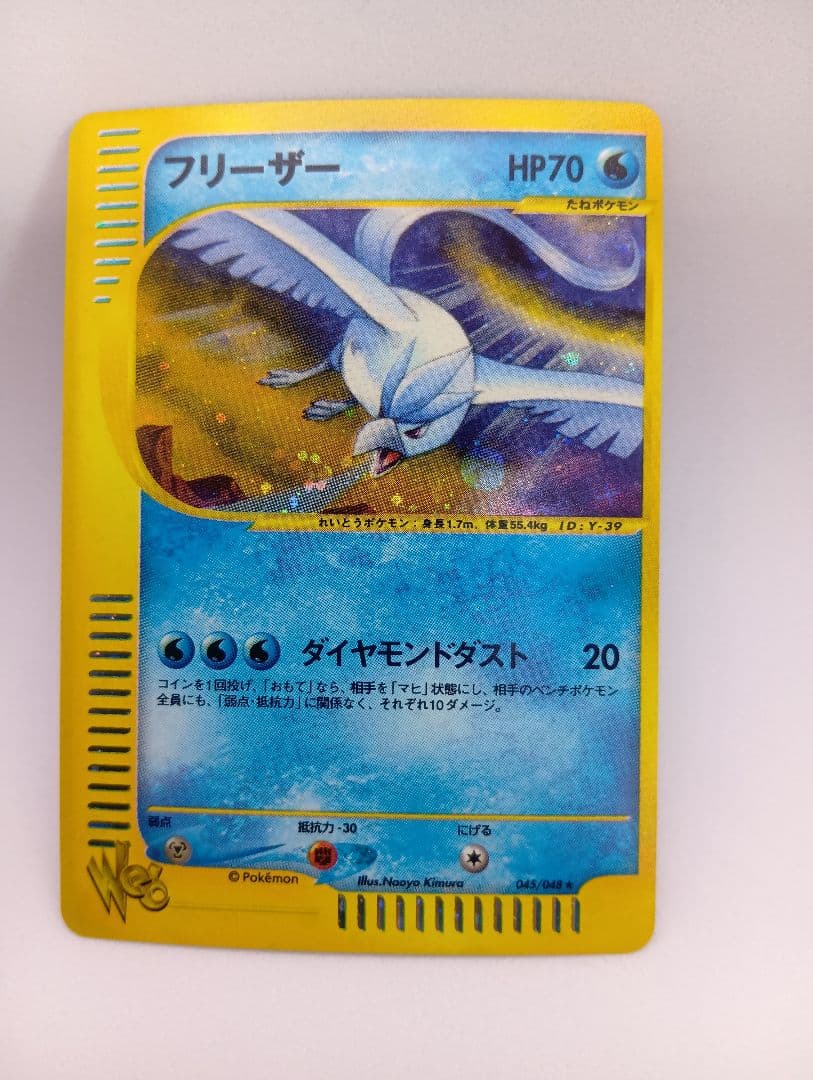 フリーザー HP70
たねポケモン
れいとうポケモン：身長1.7m、体重55.4kg ID:Y-39
ダイヤモンドダスト 20
コインを1回投げ、「おもて」なら、相手を「マヒ」状態にし、相手のベンチポケモン
全員にも、「弱点・抵抗力」に関係なく、それぞれ10ダメージ。
弱点 抵抗力-30 にげる
Web
©Pokémon Illus.Naoyo Kimura 045/048★